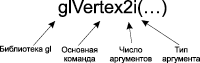 glVertex2i(...)
Библиотека gl
Основная
команда
Число
аргументов
Тип
аргумента